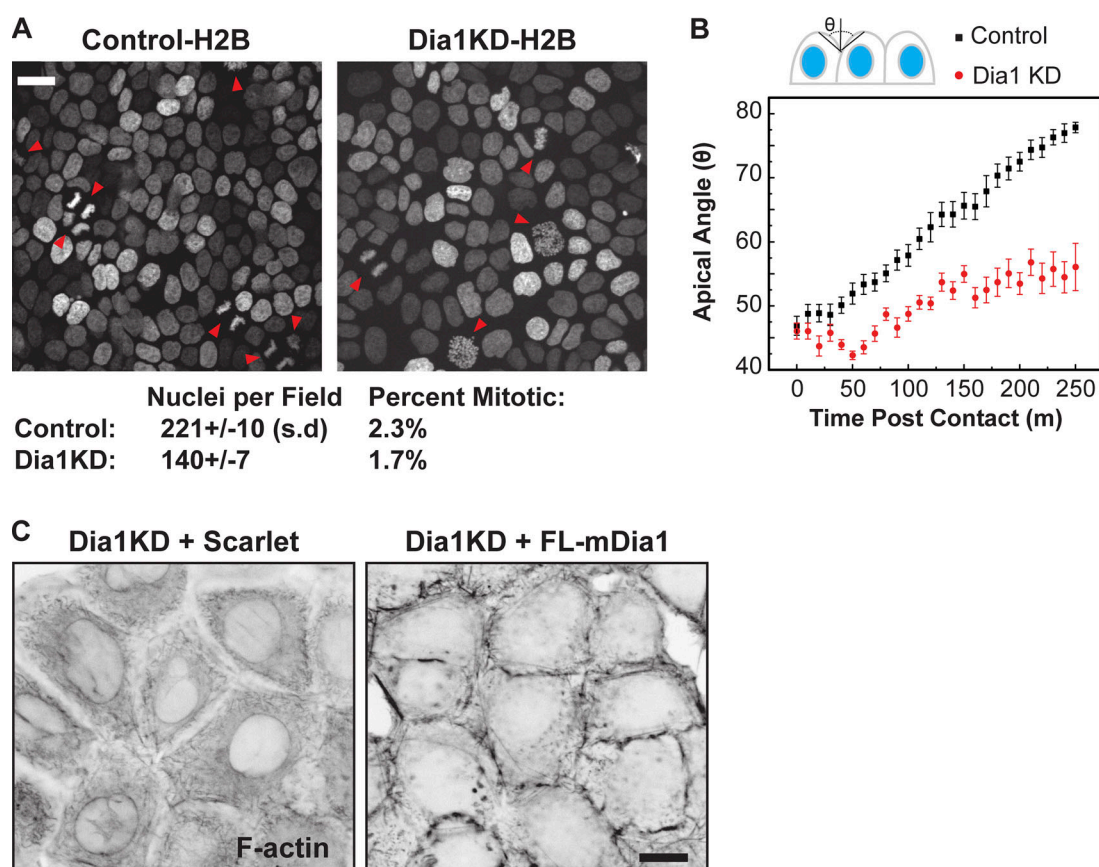 A
Control-H2B
Dia1KD-H2B
Nuclei per Field Percent Mitotic:
Control: 221+/-10 (s.d) 2.3%
Dia1KD: 140+/-7 1.7%
B
θ
Control
Dia1 KD
80
70
60
50
40
Apical Angle (θ)
0 50 100 150 200 250
Time Post Contact (m)
C
Dia1KD + Scarlet
Dia1KD + FL-mDia1
F-actin